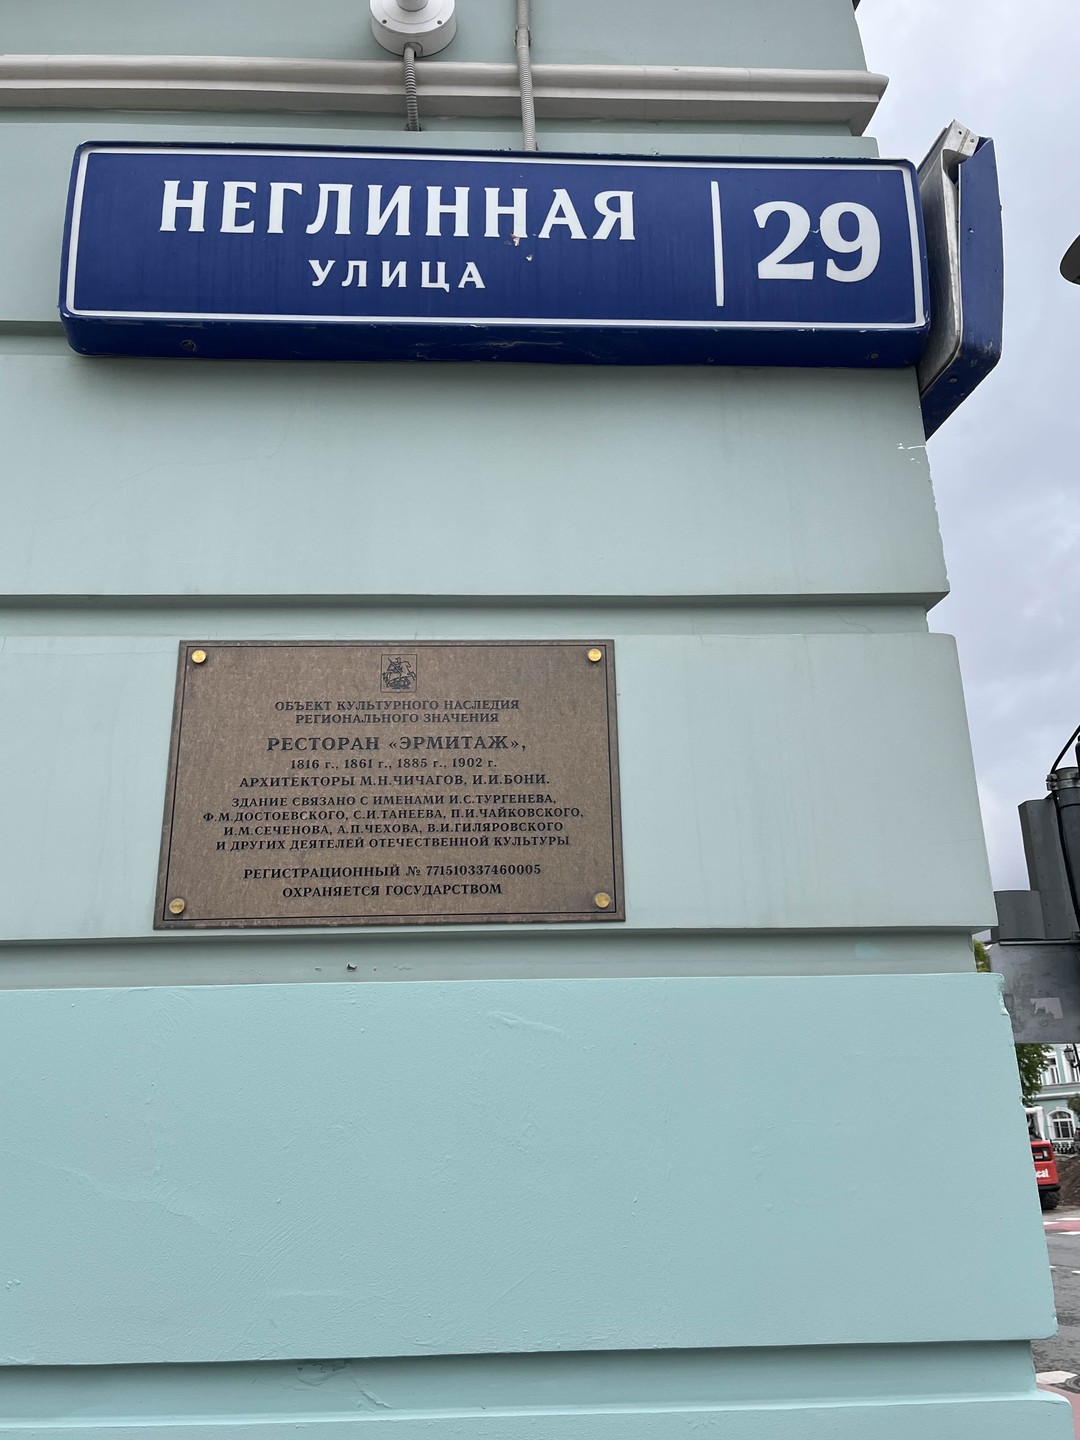 НЕГЛИННАЯ
УЛИЦА
29
ОБЪЕКТ КУЛЬТУРНОГО НАСЛЕДИЯ
РЕГИОНАЛЬНОГО ЗНАЧЕНИЯ
РЕСТОРАН «ЭРМИТАЖ»,
1816 г., 1861 г., 1885 г., 1902 г.
АРХИТЕКТОРЫ М.Н.ЧИЧАГОВ, И.И.БОНИ.
ЗДАНИЕ СВЯЗАНО С ИМЕНАМИ И.С.ТУРГЕНЕВА,
Ф.М.ДОСТОЕВСКОГО, С.И.ТАНЕЕВА, П.И.ЧАЙКОВСКОГО,
И.М.СЕЧЕНОВА, А.П.ЧЕХОВА, В.И.ГИЛЯРОВСКОГО
И ДРУГИХ ДЕЯТЕЛЕЙ ОТЕЧЕСТВЕННОЙ КУЛЬТУРЫ
РЕГИСТРАЦИОННЫЙ № 771510337460005
ОХРАНЯЕТСЯ ГОСУДАРСТВОМ